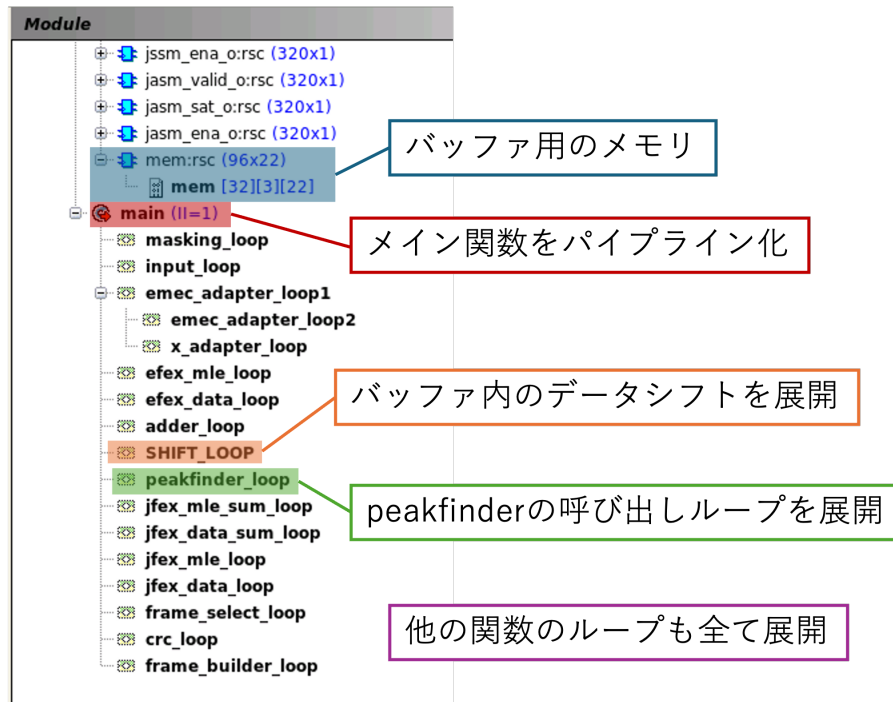 Module
jssm_ena_o:rsc (320x1)
jasm_valid_o:rsc (320x1)
jasm_sat_o:rsc (320x1)
jasm_ena_o:rsc (320x1)
mem:rsc (96x22)
mem [32][3][22]
main (II=1)
masking_loop
input_loop
emec_adapter_loop1
emec_adapter_loop2
x_adapter_loop
efex_mle_loop
efex_data_loop
adder_loop
SHIFT_LOOP
peakfinder_loop
jfex_mle_sum_loop
jfex_data_sum_loop
jfex_mle_loop
jfex_data_loop
frame_select_loop
crc_loop
frame_builder_loop
バッファ用のメモリ
メイン関数をパイプライン化
バッファ内のデータシフトを展開
peakfinderの呼び出しループを展開
他の関数のループも全て展開